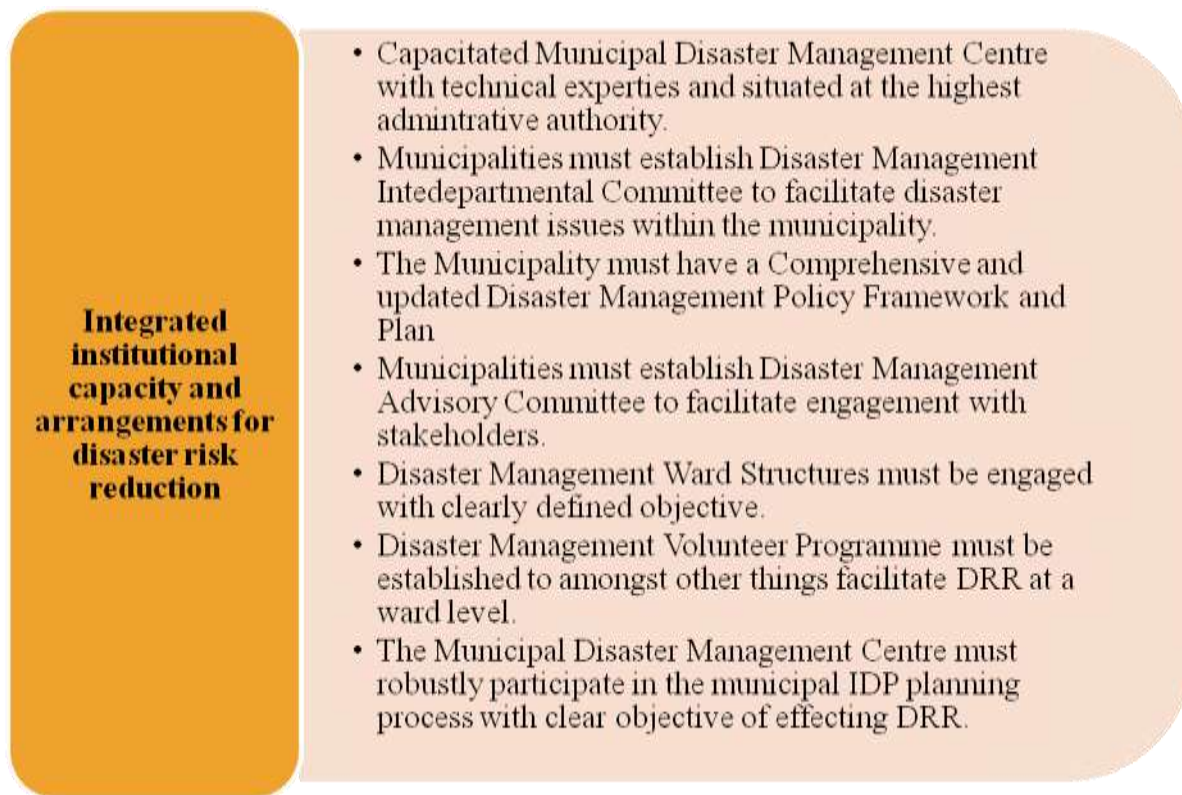 Integrated
institutional
capacity and
arrangements for
disaster risk
reduction
• Capacitated Municipal Disaster Management Centre
with technical experties and situated at the highest
admintrative authority.
• Municipalities must establish Disaster Management
Intedepartmental Committee to facilitate disaster
management issues within the municipality.
• The Municipality must have a Comprehensive and
updated Disaster Management Policy Framework and
Plan
• Municipalities must establish Disaster Management
Advisory Committee to facilitate engagement with
stakeholders.
• Disaster Management Ward Structures must be engaged
with clearly defined objective.
• Disaster Management Volunteer Programme must be
established to amongst other things facilitate DRR at a
ward level.
• The Municipal Disaster Management Centre must
robustly participate in the municipal IDP planning
process with clear objective of effecting DRR.